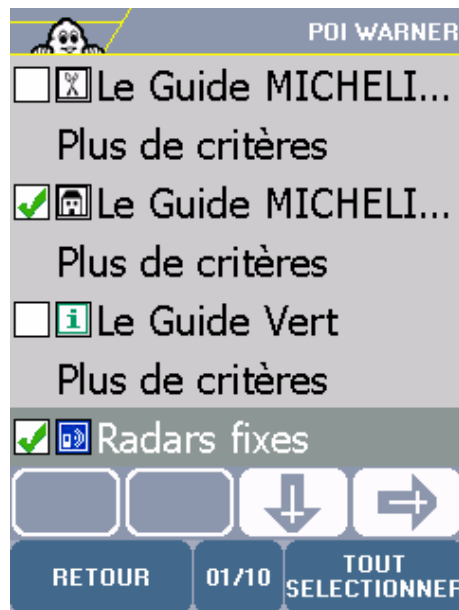 POI WARNER
Le Guide MICHELI...
Plus de critères
Le Guide MICHELI...
Plus de critères
i Le Guide Vert
Plus de critères
Radars fixes
RETOUR
01/10
TOUT
SELECTIONNER